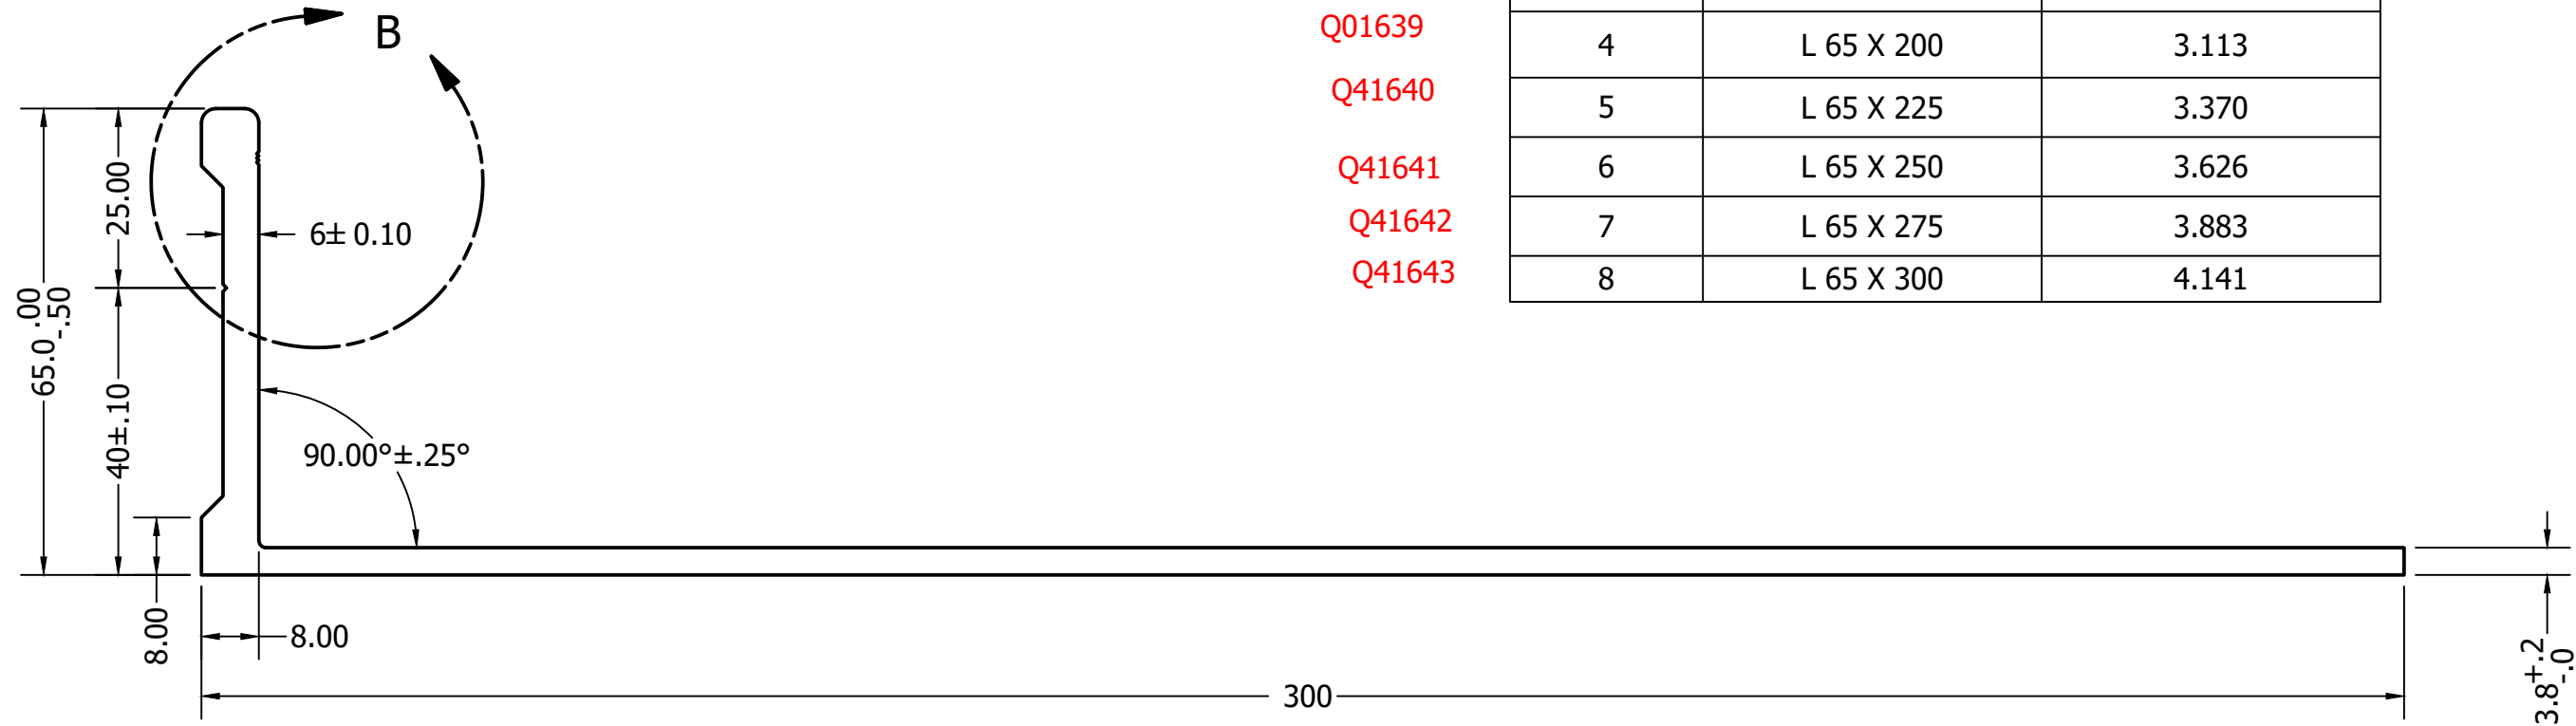 B
Q01639
4 L 65 X 200 3.113
Q41640
5 L 65 X 225 3.370
Q41641
6 L 65 X 250 3.626
Q41642
7 L 65 X 275 3.883
Q41643
8 L 65 X 300 4.141
25.00
6± 0.10
65.0 .00 -.50
40±.10
90.00°±.25°
8.00
8.00
300
3.8 +.2 -.0